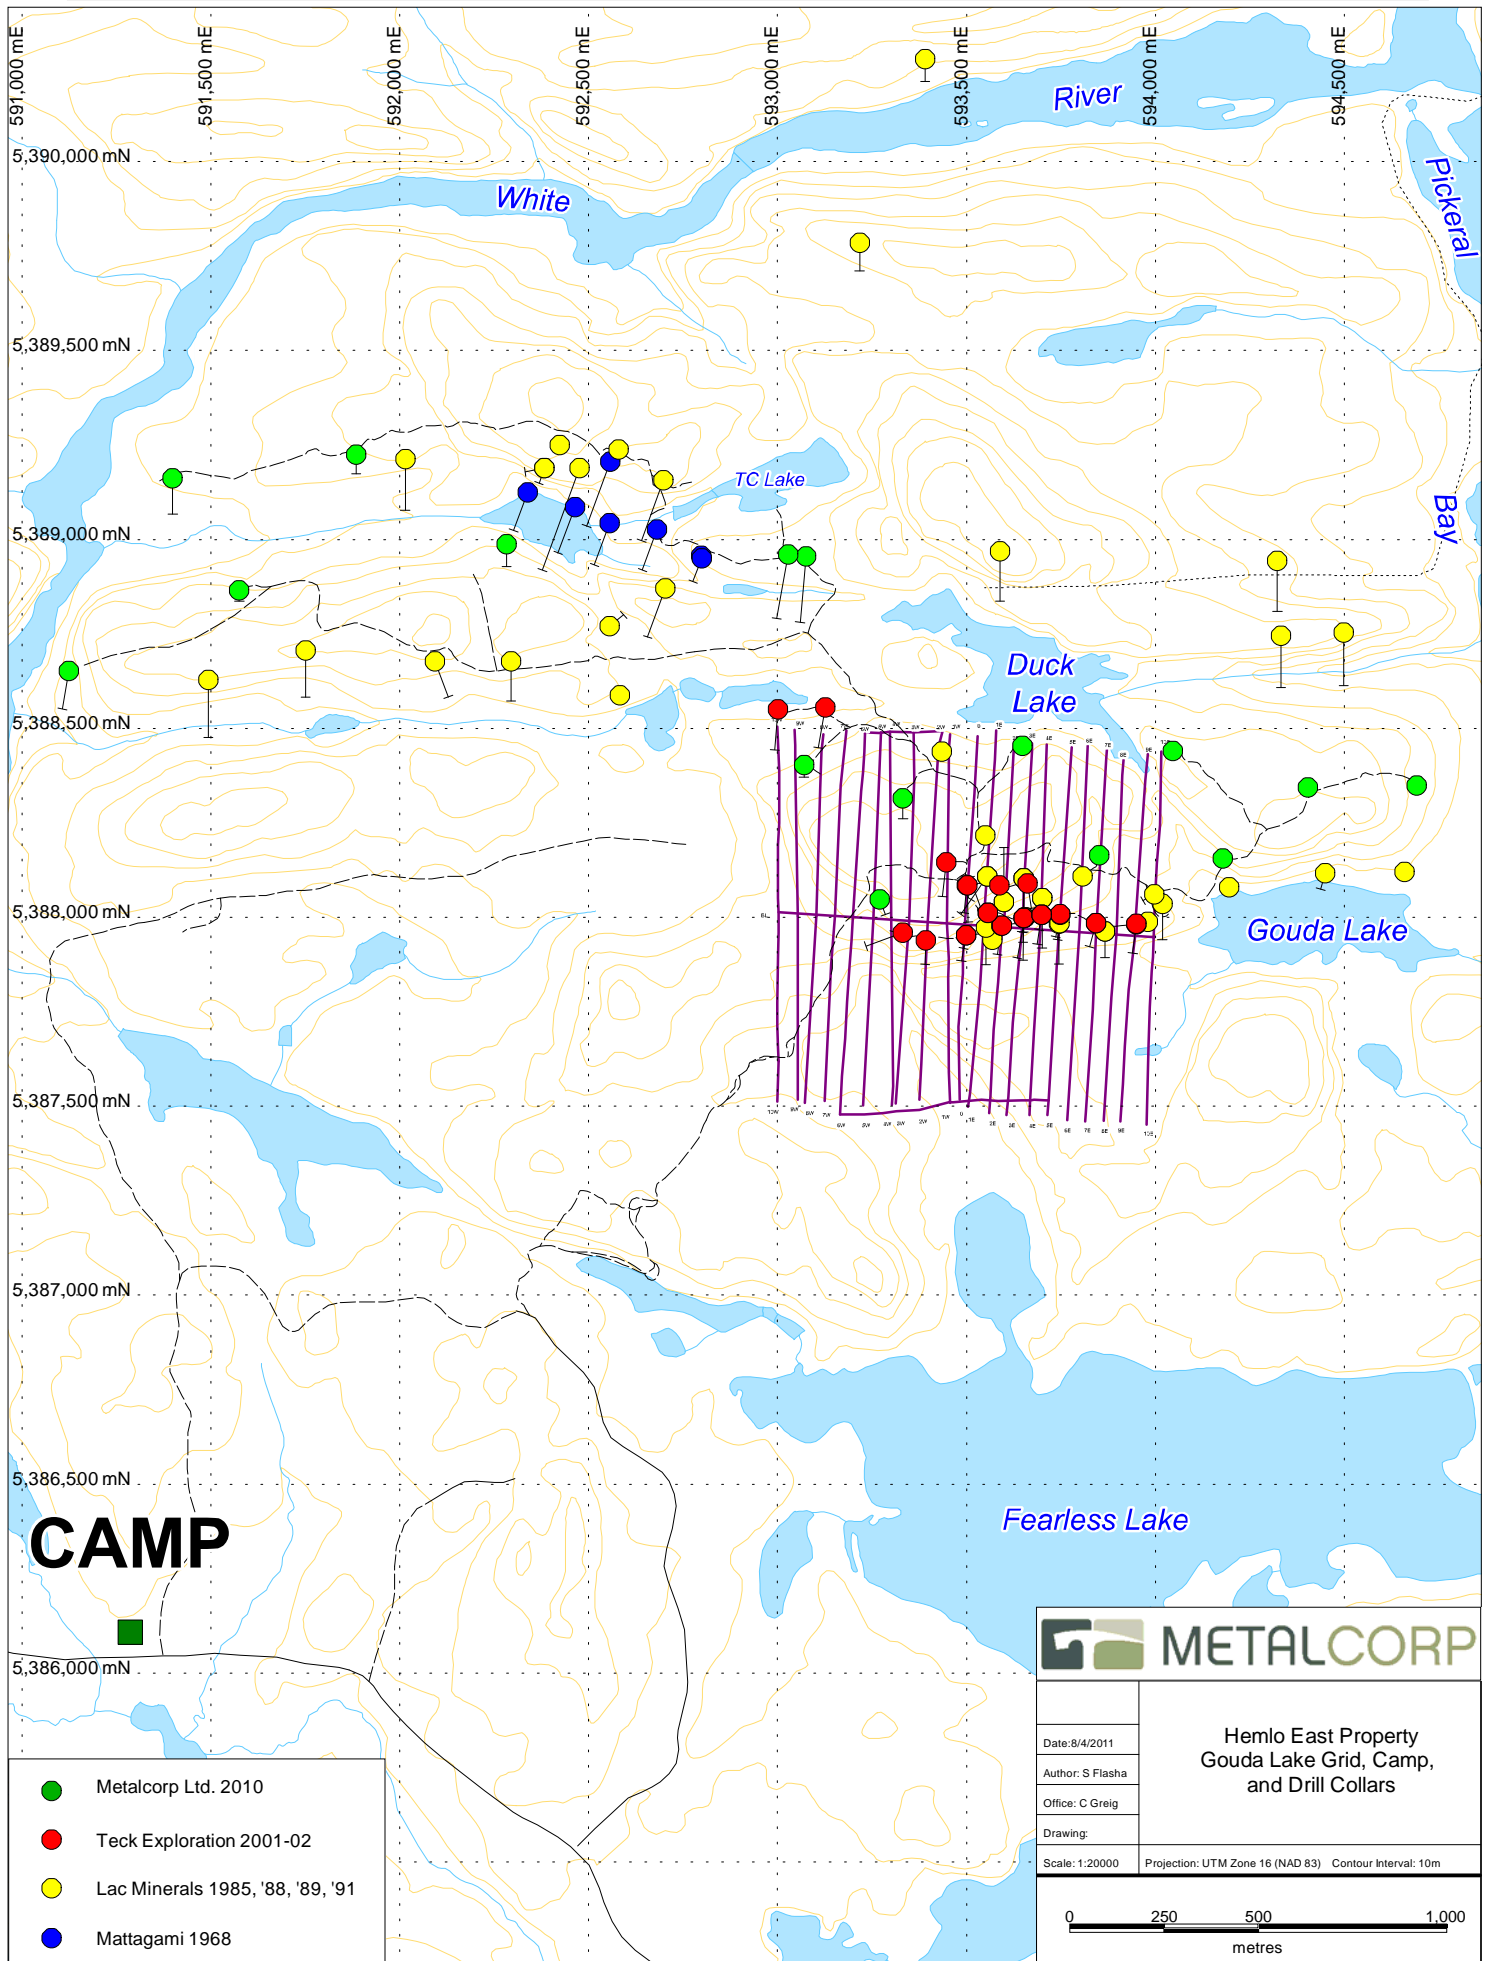 591,000 mE
591,500 mE
592,000 mE
592,500 mE
593,000 mE
593,500 mE
594,000 mE
594,500 mE
River
5,390,000 mN
White
Pickeral
5,389,500 mN
TC Lake
Bay
5,389,000 mN
Duck
Lake
5,388,500 mN
5,388,000 mN
Gouda Lake
5,387,500 mN
5,387,000 mN
5,386,500 mN
Fearless Lake
CAMP
5,386,000 mN
METALCORP
Hemlo East Property
Gouda Lake Grid, Camp,
and Drill Collars
Date:8/4/2011
Author: S Flasha
Office: C Greig
Drawing:
Scale: 1:20000
Projection: UTM Zone 16 (NAD 83) Contour Interval: 10m
0 250 500 1,000
metres
Metalcorp Ltd. 2010
Teck Exploration 2001-02
Lac Minerals 1985, '88, '89, '91
Mattagami 1968